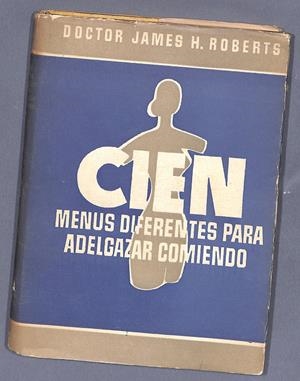 DOCTOR JAMES H. ROBERTS
CIEN
MENUS DIFERENTES PARA
ADELGAZAR COMIENDO